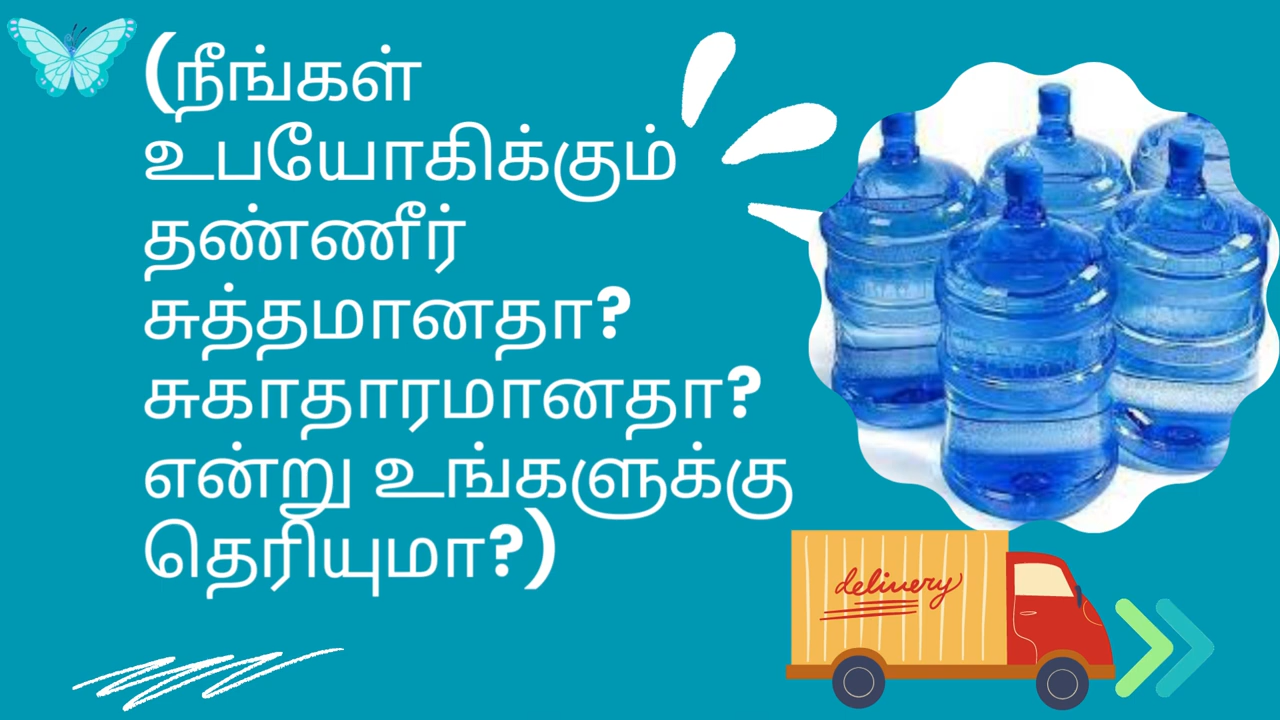 (நீங்கள்
உபயோகிக்கும்
தண்ணீர்
சுத்தமானதா?
சுகாதாரமானதா?
என்று உங்களுக்கு
தெரியுமா?)
delivery